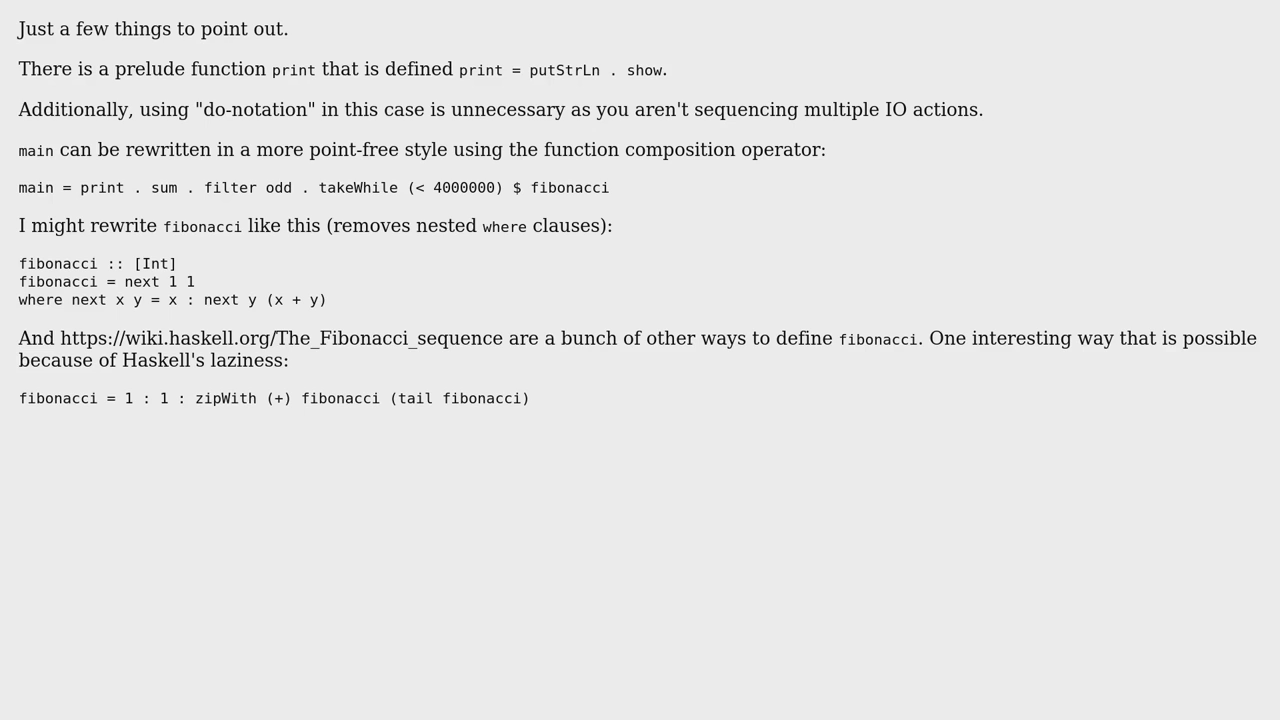 Just a few things to point out.
There is a prelude function print that is defined print = putStrLn . show.
Additionally, using "do-notation" in this case is unnecessary as you aren't sequencing multiple IO actions.
main can be rewritten in a more point-free style using the function composition operator:
main = print . sum . filter odd . takeWhile (< 4000000) $ fibonacci
I might rewrite fibonacci like this (removes nested where clauses):
fibonacci :: [Int]
fibonacci = next 1 1
where next x y = x : next y (x + y)
And https://wiki.haskell.org/The_Fibonacci_sequence are a bunch of other ways to define fibonacci. One interesting way that is possible
because of Haskell's laziness:
fibonacci = 1 : 1 : zipWith (+) fibonacci (tail fibonacci)